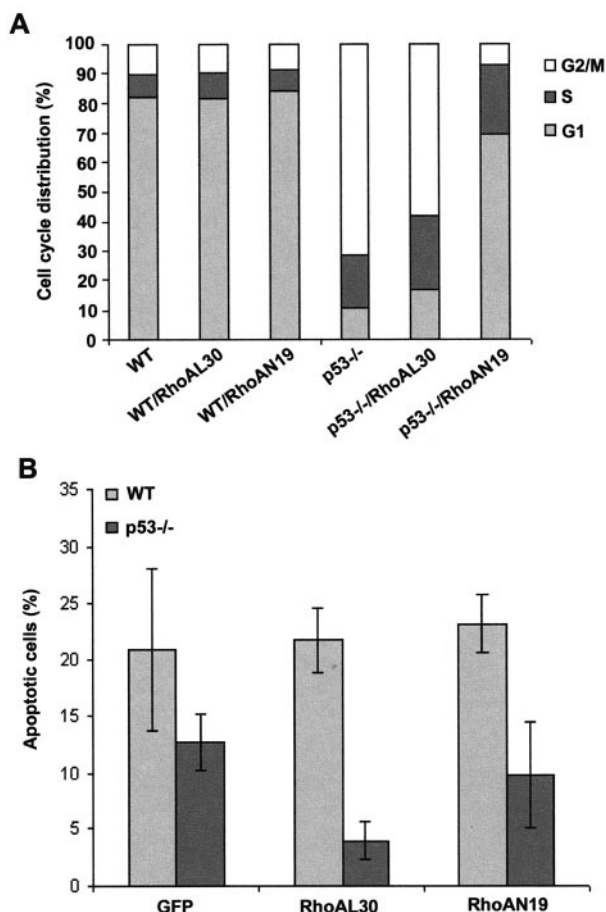 A
Cell cycle distribution (%)
100
90
80
70
60
50
40
30
20
10
0
G2/M
S
G1
WT
WT/RhoAL30
WT/RhoAN19
p53-/-
p53-/-/RhoAL30
p53-/-/RhoAN19
B
Apoptotic cells (%)
35
30
25
20
15
10
5
0
WT
p53-/-
GFP
RhoAL30
RhoAN19